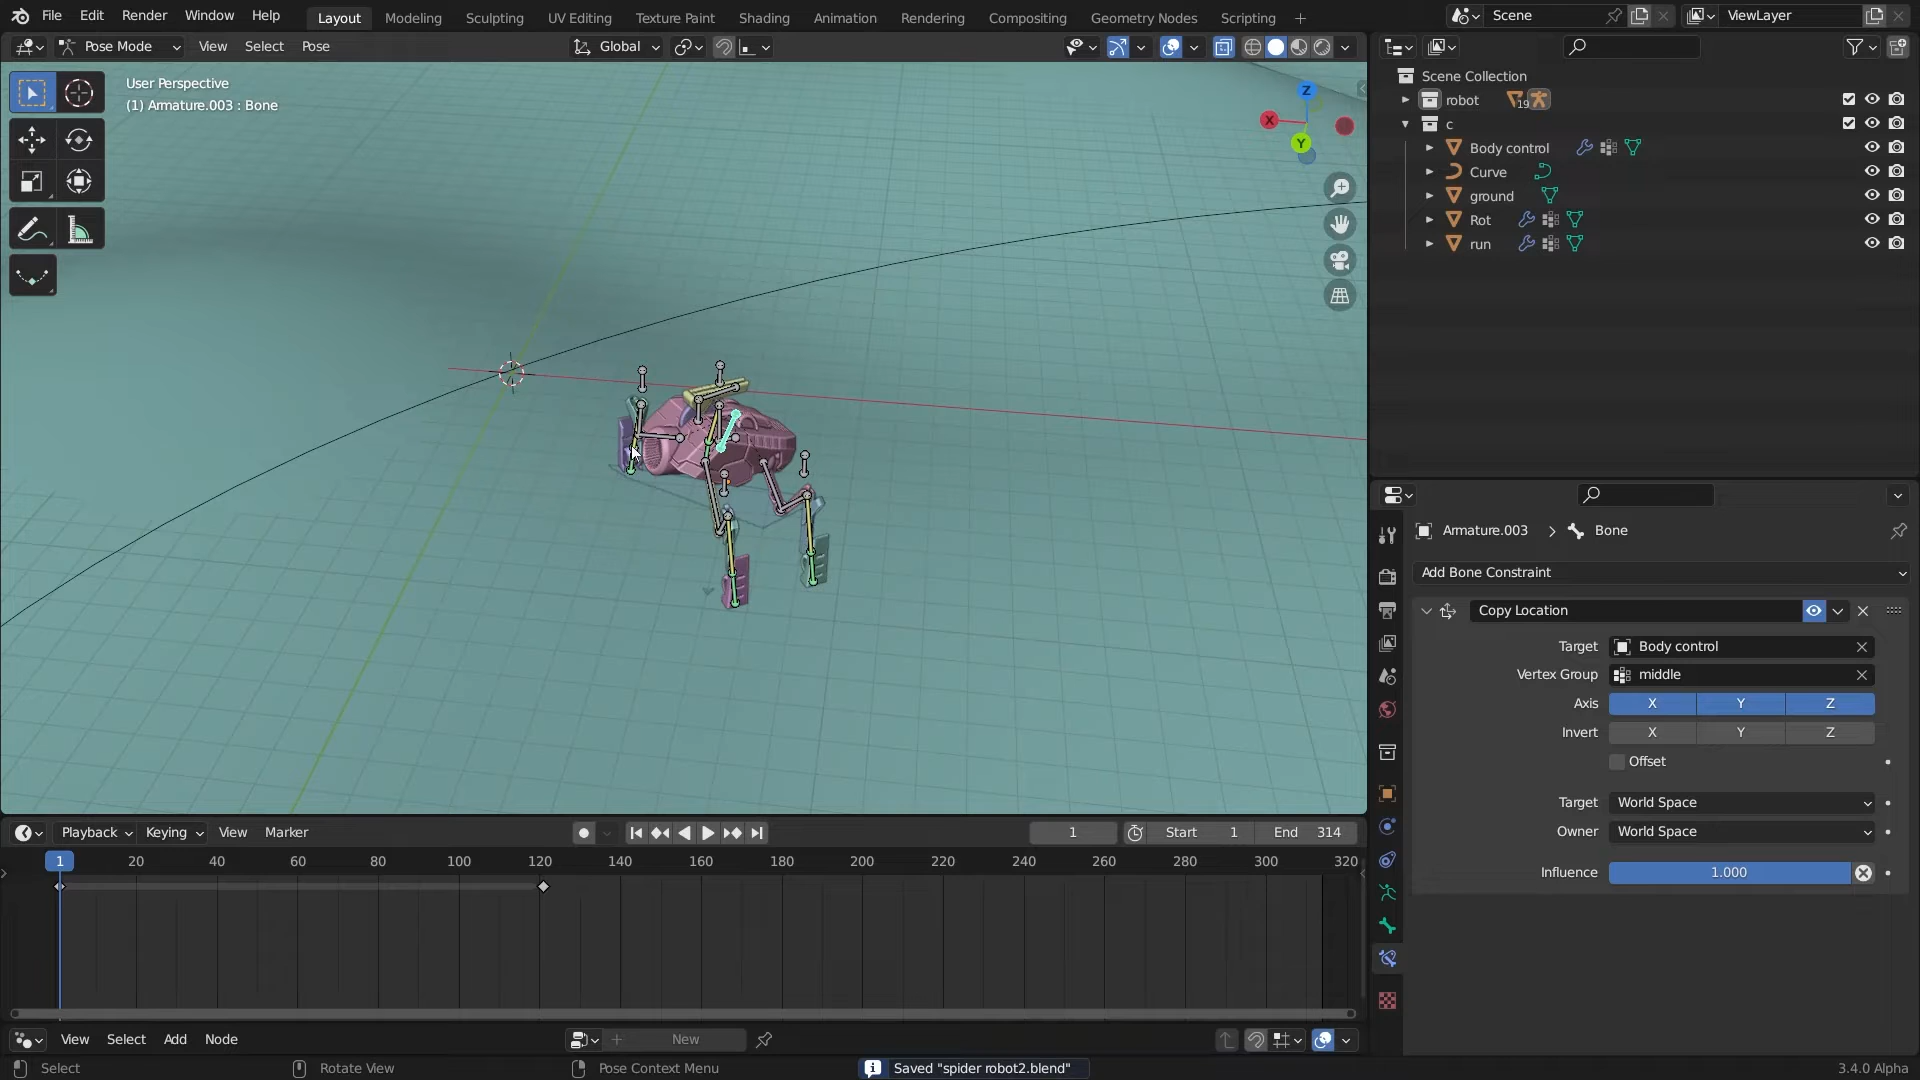 File Edit Render Window Help Layout Modeling Sculpting UV Editing Texture Paint Shading Animation Rendering Compositing Geometry Nodes Scripting + Scene ViewLayer
Pose Mode View Select Pose Global
User Perspective
(1) Armature.003 : Bone
Z
X
Y
Scene Collection
robot 19
c
Body control
Curve
ground
Rot
run
Armature.003 > Bone
Add Bone Constraint
Copy Location
Target Body control
Vertex Group middle
Axis X Y Z
Invert X Y Z
Offset
Target World Space
Owner World Space
Influence 1.000
Playback Keying View Marker 1 Start 1 End 314
1 20 40 60 80 100 120 140 160 180 200 220 240 260 280 300 320
View Select Add Node + New
Select Rotate View Pose Context Menu Saved "spider robot2.blend" 3.4.0 Alpha